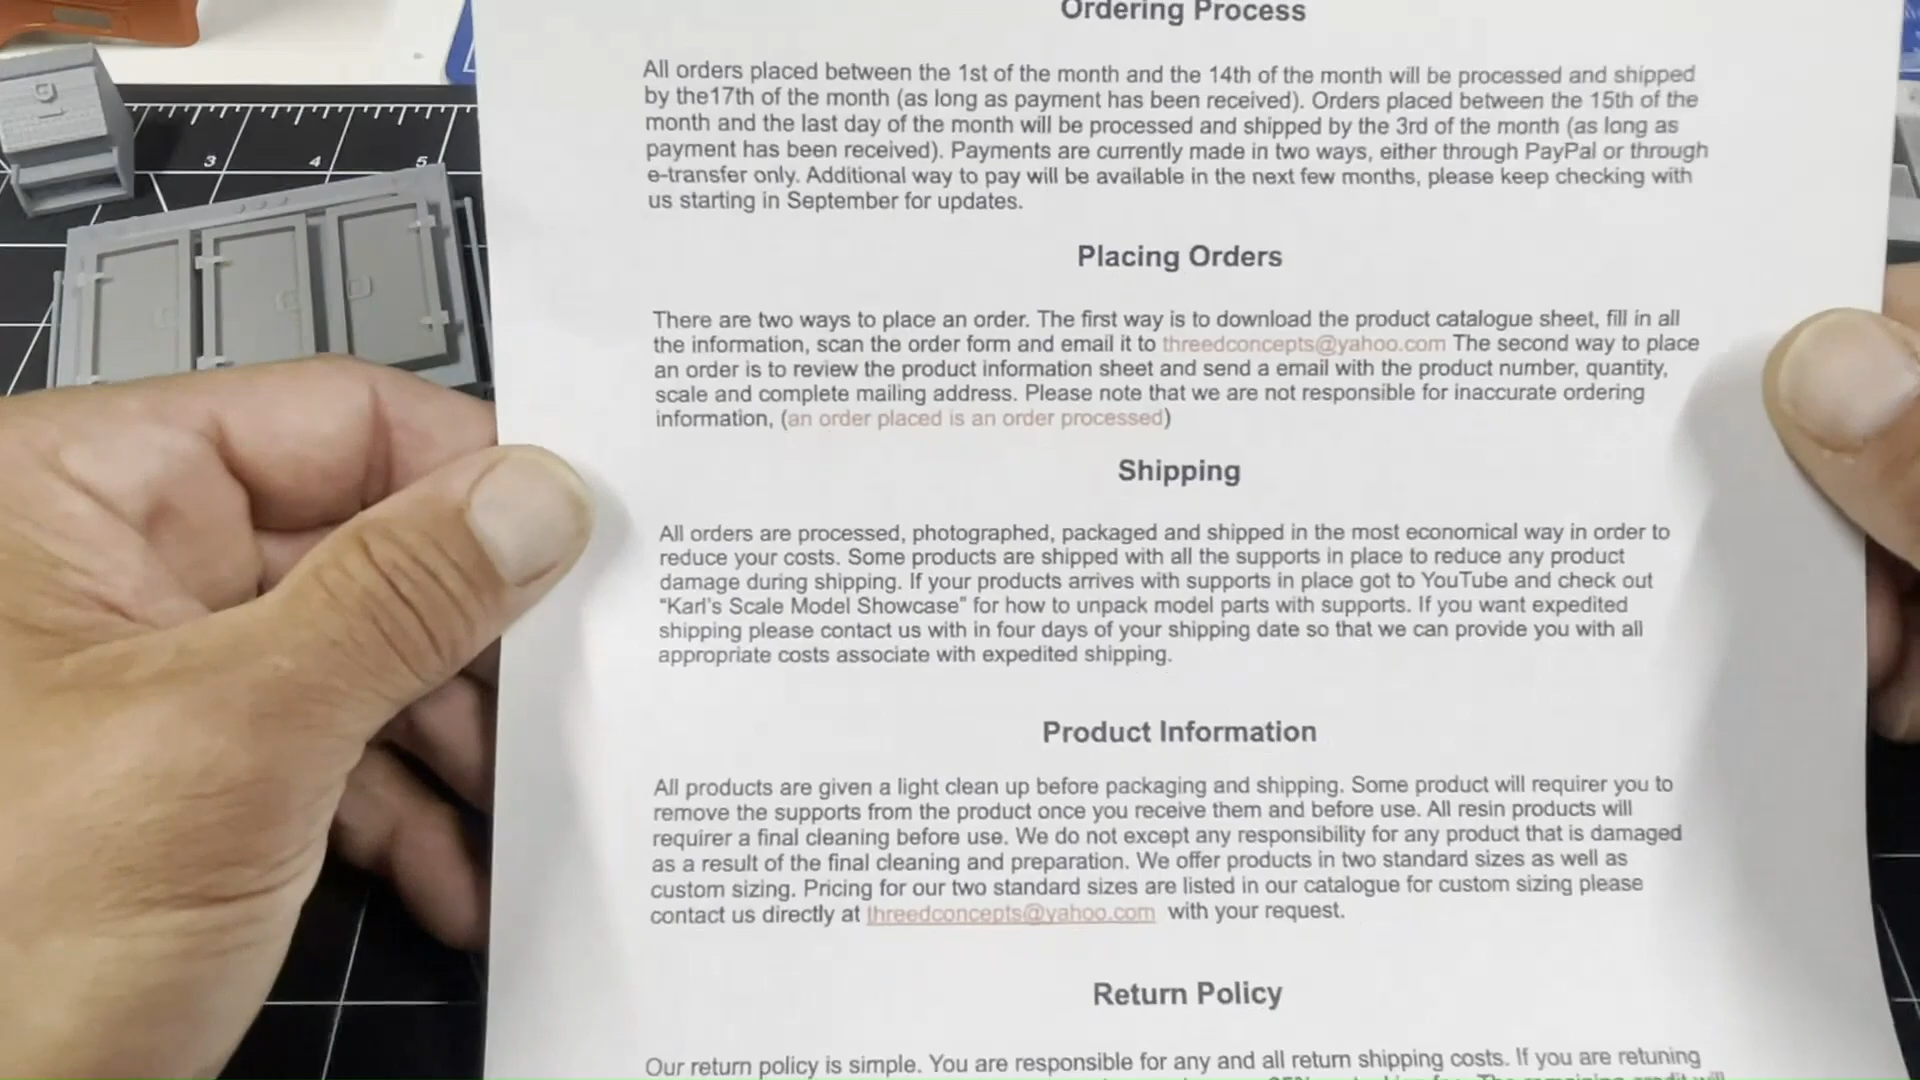 Ordering Process
All orders placed between the 1st of the month and the 14th of the month will be processed and shipped
by the17th of the month (as long as payment has been received). Orders placed between the 15th of the
month and the last day of the month will be processed and shipped by the 3rd of the month (as long as
payment has been received). Payments are currently made in two ways, either through PayPal or through
e-transfer only. Additional way to pay will be available in the next few months, please keep checking with
us starting in September for updates.
Placing Orders
There are two ways to place an order. The first way is to download the product catalogue sheet, fill in all
the information, scan the order form and email it to threedconcepts@yahoo.com The second way to place
an order is to review the product information sheet and send a email with the product number, quantity,
scale and complete mailing address. Please note that we are not responsible for inaccurate ordering
information, (an order placed is an order processed)
Shipping
All orders are processed, photographed, packaged and shipped in the most economical way in order to
reduce your costs. Some products are shipped with all the supports in place to reduce any product
damage during shipping. If your products arrives with supports in place got to YouTube and check out
“Karl's Scale Model Showcase” for how to unpack model parts with supports. If you want expedited
shipping please contact us with in four days of your shipping date so that we can provide you with all
appropriate costs associate with expedited shipping.
Product Information
All products are given a light clean up before packaging and shipping. Some product will requirer you to
remove the supports from the product once you receive them and before use. All resin products will
requirer a final cleaning before use. We do not except any responsibility for any product that is damaged
as a result of the final cleaning and preparation. We offer products in two standard sizes as well as
custom sizing. Pricing for our two standard sizes are listed in our catalogue for custom sizing please
contact us directly at threedconcepts@yahoo.com with your request.
Return Policy
Our return policy is simple. You are responsible for any and all return shipping costs. If you are retuning
3 4 5